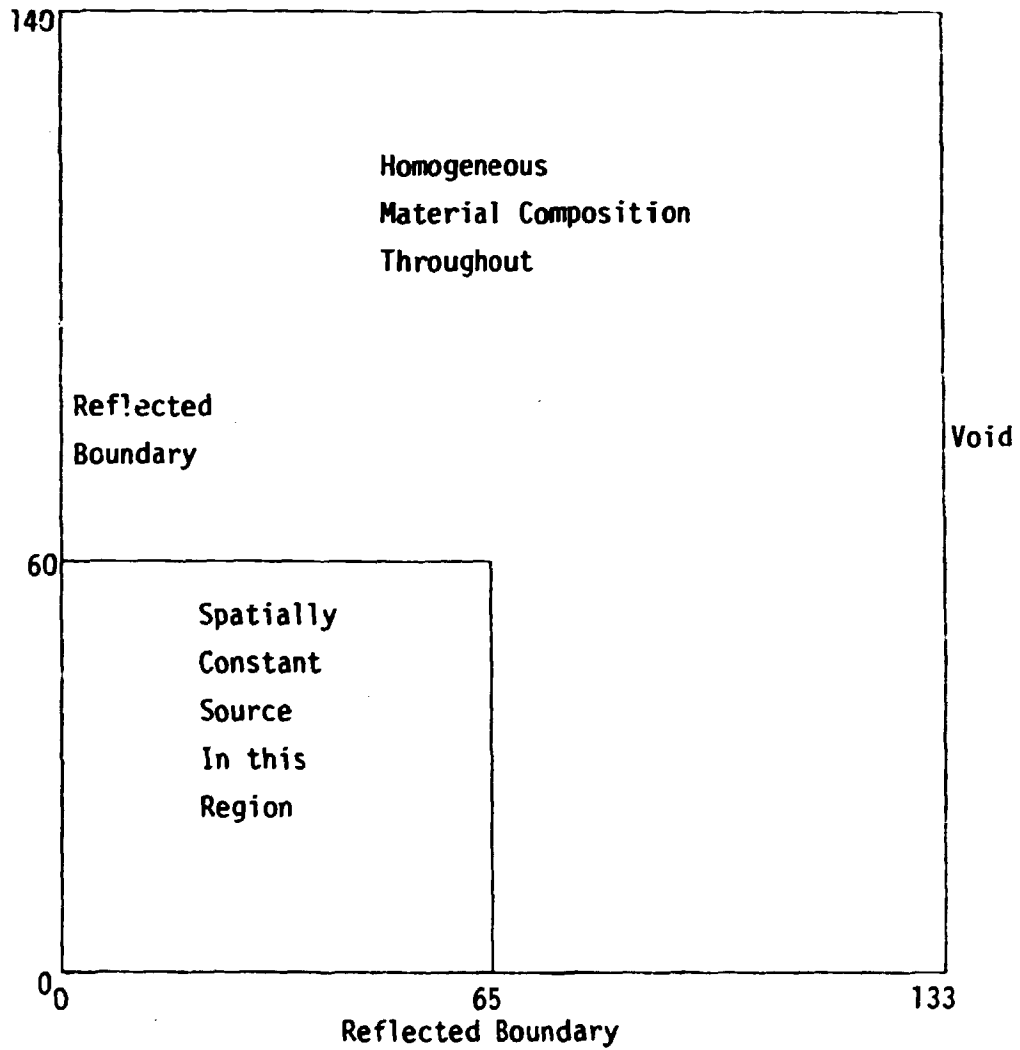 140
Homogeneous
Material Composition
Throughout
Reflected
Boundary
Void
60
Spatially
Constant
Source
In this
Region
0
0
65
133
Reflected Boundary